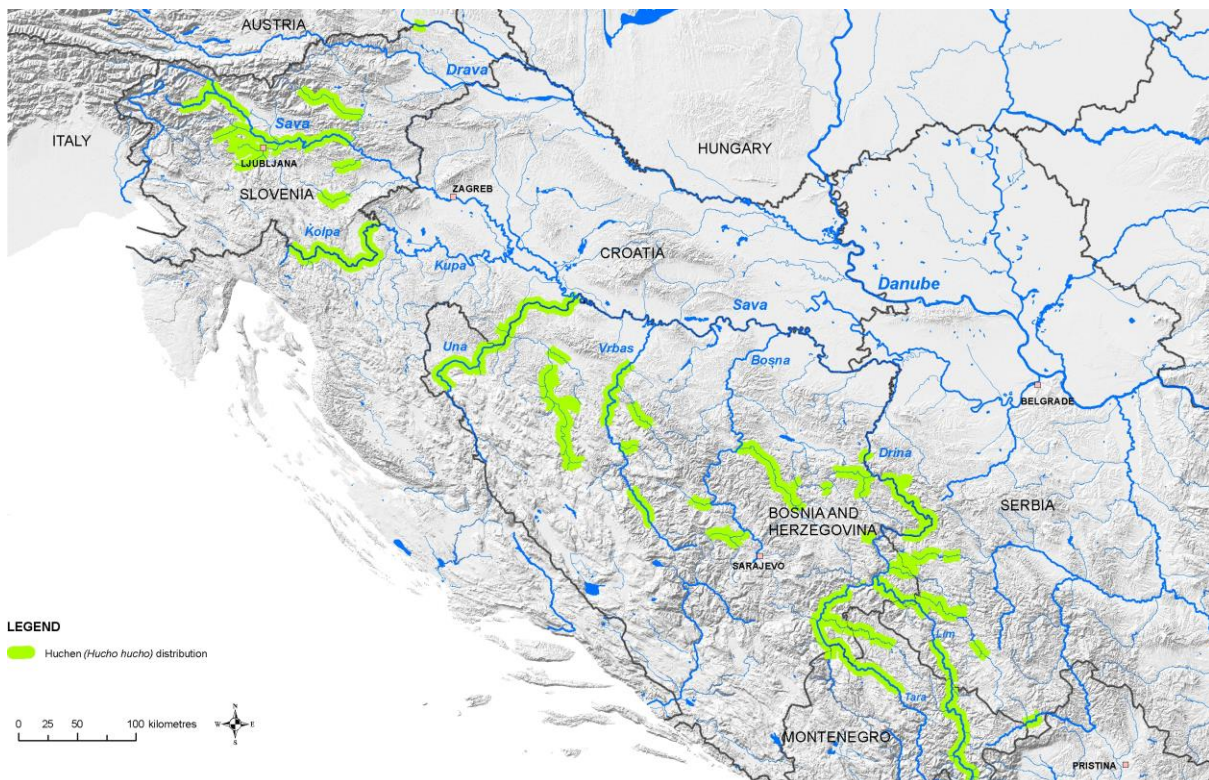 AUSTRIA
Drava
ITALY
Sava
HUNGARY
LJUBLJANA
SLOVENIA
ZAGREB
Kolpa
CROATIA
Kupa
Danube
Sava
Una
Vrbas
Bosna
BELGRADE
Drina
SERBIA
BOSNIA AND
HERZEGOVINA
SARAJEVO
LEGEND
Huchen (Hucho hucho) distribution
Lim
Tara
N
W E
S
0 25 50 100 kilometres
MONTENEGRO
PRISTINA